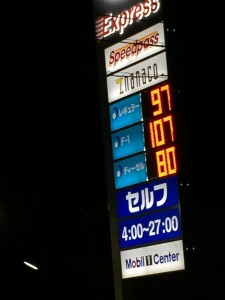 Express
Speedpass
nanaco
レギュラー 97
F-1 107
ディーゼル 80
セルフ
4:00~27:00
Mobil 1 Center